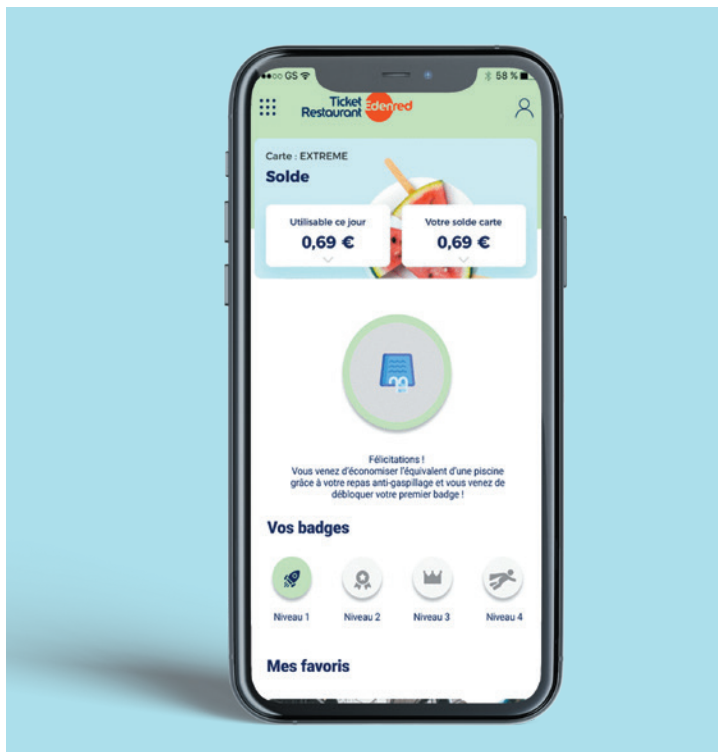 GS
58 %
Ticket
Restaurant Edenred
Carte : EXTREME
Solde
Utilisable ce jour
0,69 €
Votre solde carte
0,69 €
Félicitations !
Vous venez d'économiser l'équivalent d'une piscine
grâce à votre repas anti-gaspillage et vous venez de
débloquer votre premier badge !
Vos badges
Niveau 1
Niveau 2
Niveau 3
Niveau 4
Mes favoris